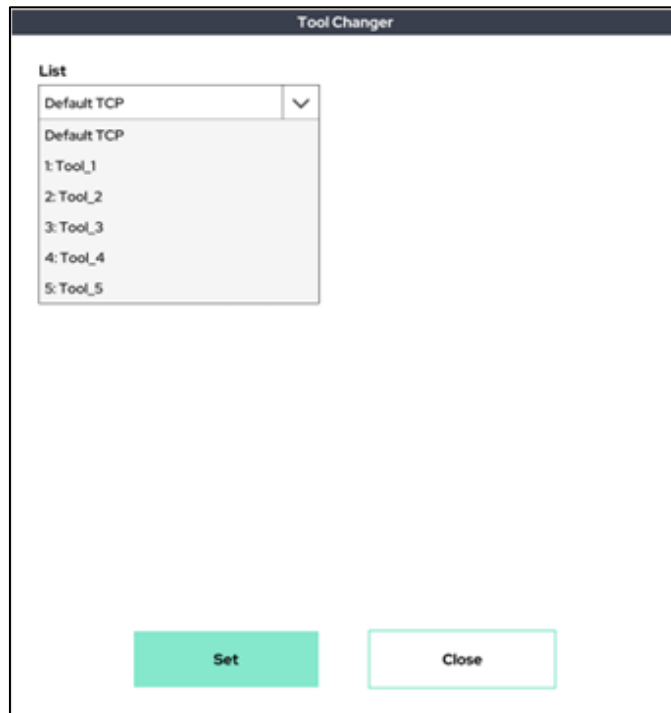 Tool Changer
List
Default TCP
Default TCP
1: Tool_1
2: Tool_2
3: Tool_3
4: Tool_4
5: Tool_5
Set
Close